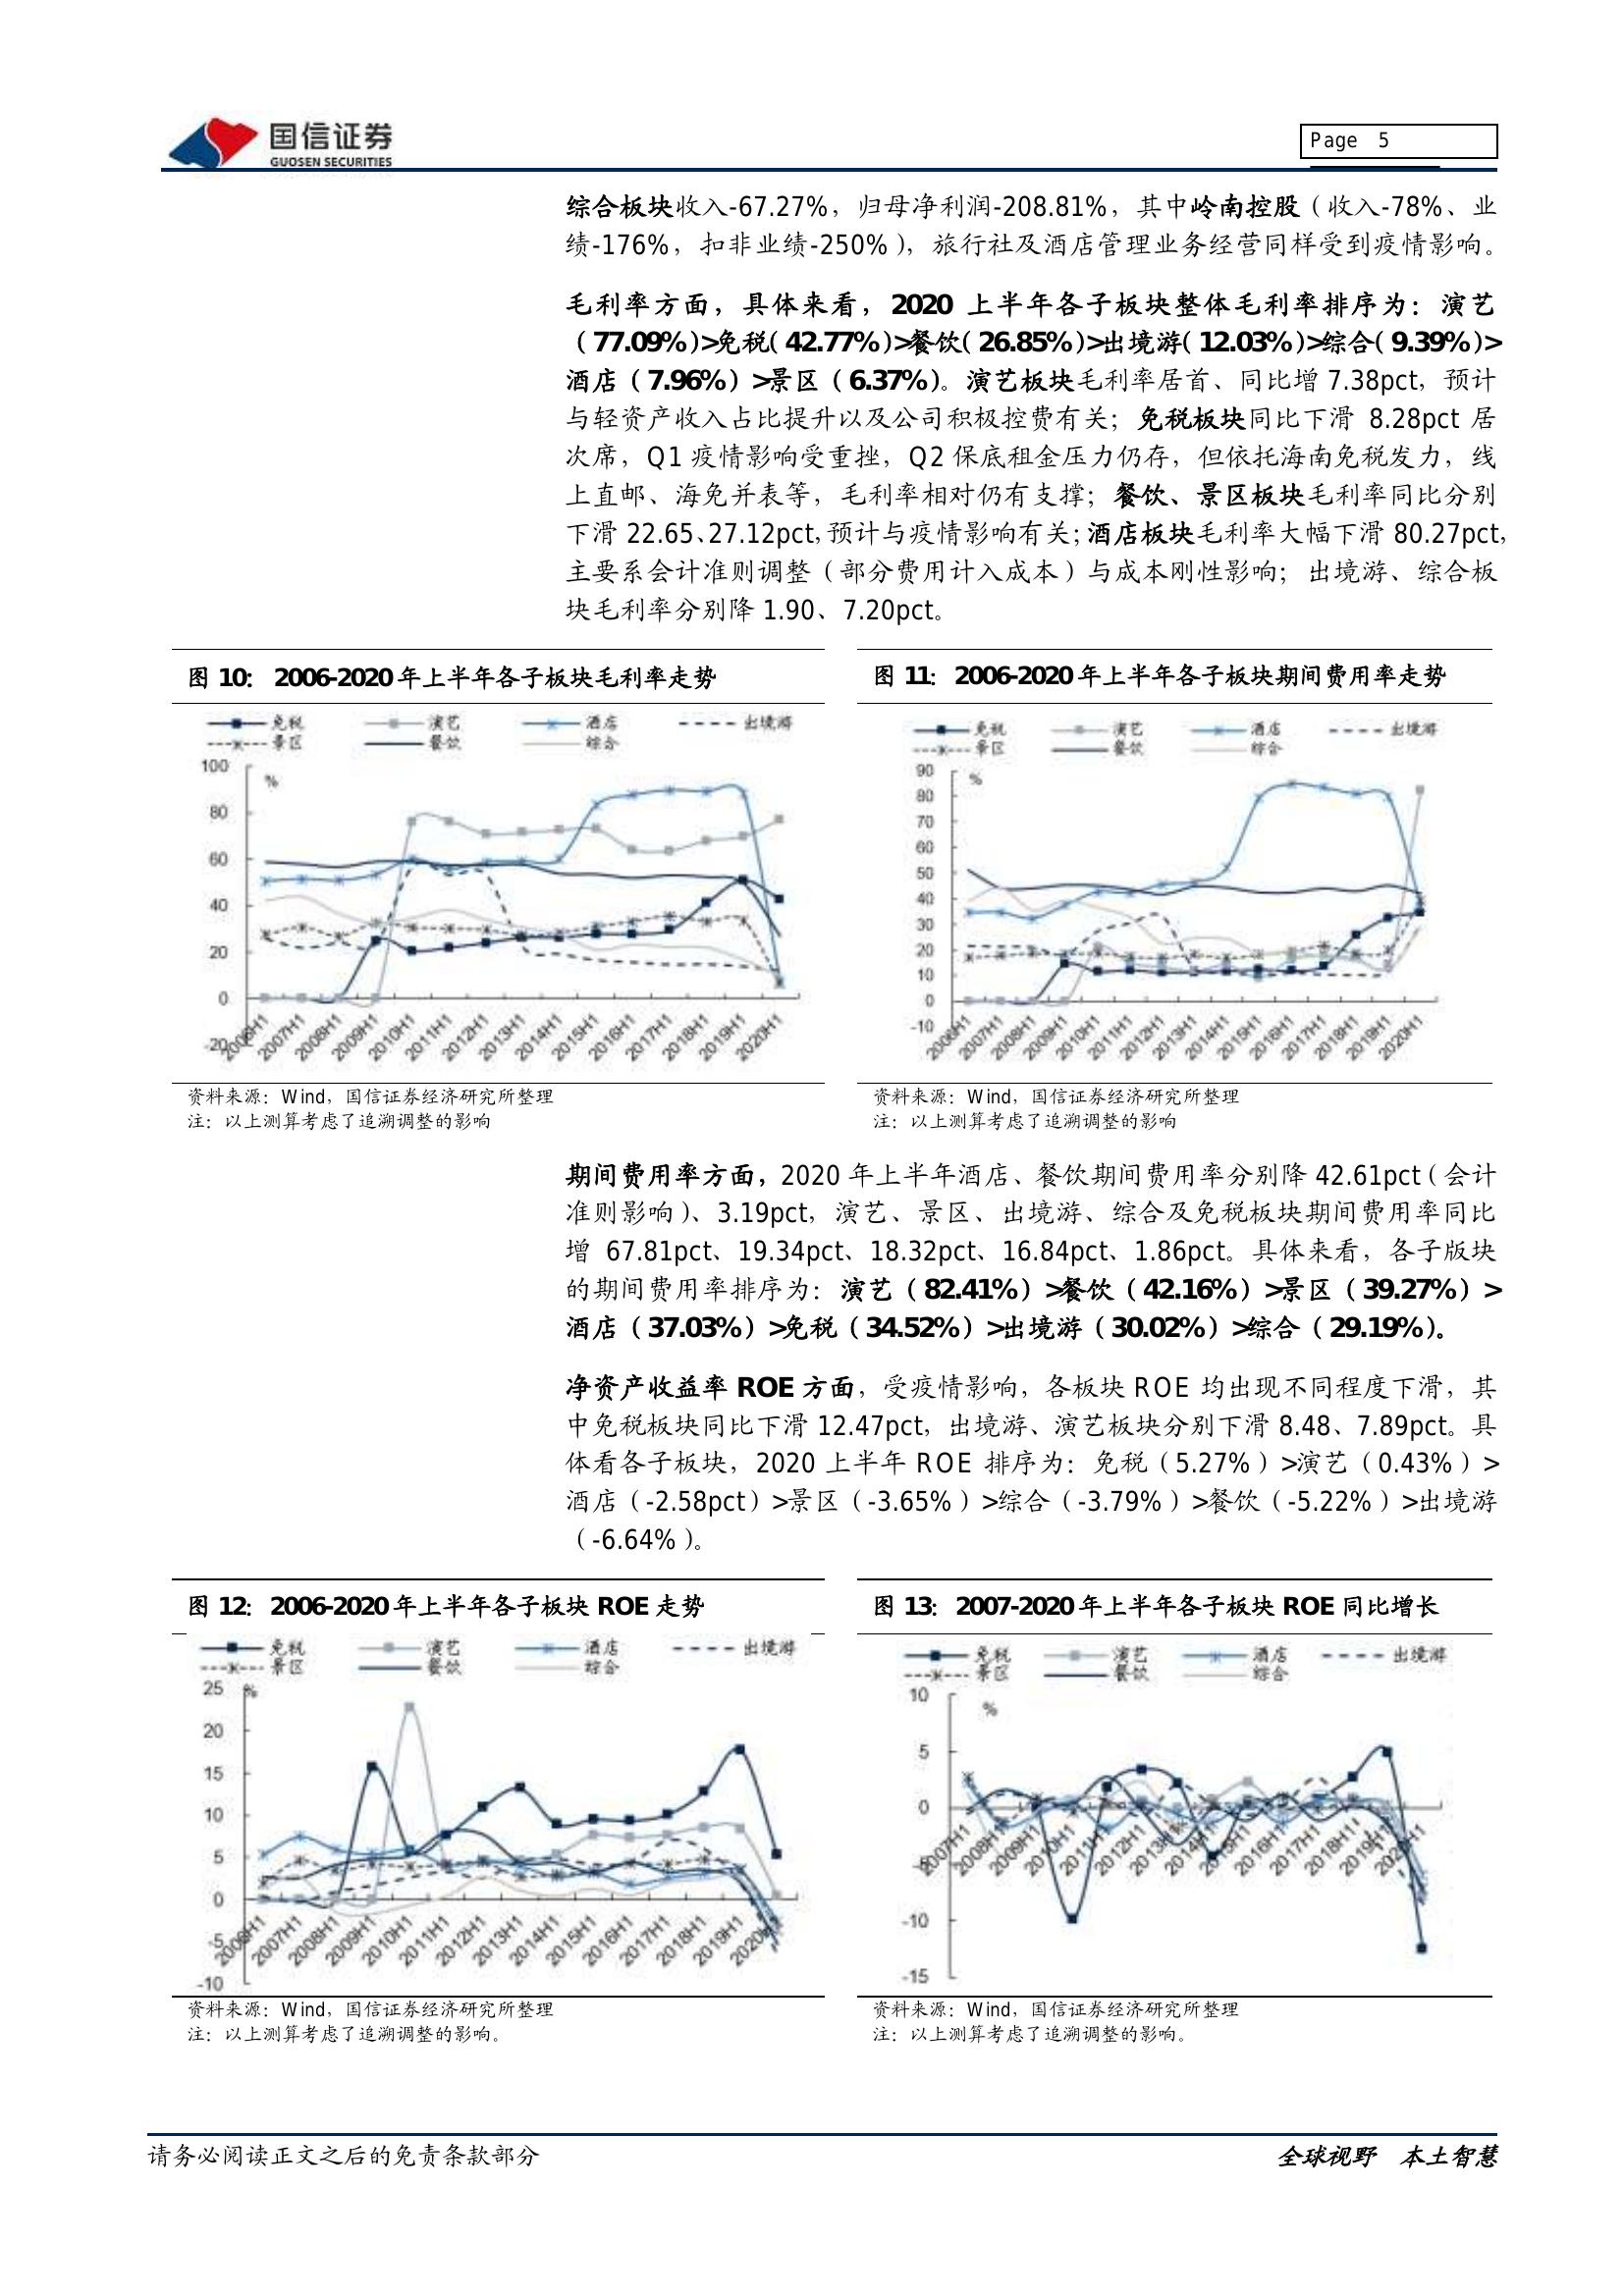 国信证券
GUOSEN SECURITIES
Page 5
综合板块收入-67.27%，归母净利润-208.81%，其中岭南控股（收入-78%、业
绩-176%，扣非业绩-250%），旅行社及酒店管理业务经营同样受到疫情影响。
毛利率方面，具体来看，2020 上半年各子板块整体毛利率排序为：演艺
（77.09%）>免税（42.77%）>餐饮（26.85%）>出境游（12.03%）>综合（9.39%）>
酒店（7.96%）>景区（6.37%）。演艺板块毛利率居首、同比增 7.38pct，预计
与轻资产收入占比提升以及公司积极控费有关；免税板块同比下滑 8.28pct 居
次席，Q1 疫情影响受重挫，Q2 保底租金压力仍存，但依托海南免税发力，线
上直邮、海免并表等，毛利率相对仍有支撑；餐饮、景区板块毛利率同比分别
下滑 22.65、27.12pct，预计与疫情影响有关；酒店板块毛利率大幅下滑 80.27pct，
主要系会计准则调整（部分费用计入成本）与成本刚性影响；出境游、综合板
块毛利率分别降 1.90、7.20pct。
图 10： 2006-2020 年上半年各子板块毛利率走势
免税 演艺 酒店 出境游
景区 餐饮 综合
%
100
80
60
40
20
0
-20
2006H1 2007H1 2008H1 2009H1 2010H1 2011H1 2012H1 2013H1 2014H1 2015H1 2016H1 2017H1 2018H1 2019H1 2020H1
资料来源：Wind，国信证券经济研究所整理
注：以上测算考虑了追溯调整的影响
图 11： 2006-2020 年上半年各子板块期间费用率走势
免税 演艺 酒店 出境游
景区 餐饮 综合
%
90
80
70
60
50
40
30
20
10
0
-10
2006H1 2007H1 2008H1 2009H1 2010H1 2011H1 2012H1 2013H1 2014H1 2015H1 2016H1 2017H1 2018H1 2019H1 2020H1
资料来源：Wind，国信证券经济研究所整理
注：以上测算考虑了追溯调整的影响
期间费用率方面，2020 年上半年酒店、餐饮期间费用率分别降 42.61pct（会计
准则影响）、3.19pct，演艺、景区、出境游、综合及免税板块期间费用率同比
增 67.81pct、19.34pct、18.32pct、16.84pct、1.86pct。具体来看，各子版块
的期间费用率排序为：演艺（82.41%）>餐饮（42.16%）>景区（39.27%）>
酒店（37.03%）>免税（34.52%）>出境游（30.02%）>综合（29.19%）。
净资产收益率 ROE 方面，受疫情影响，各板块 ROE 均出现不同程度下滑，其
中免税板块同比下滑 12.47pct，出境游、演艺板块分别下滑 8.48、7.89pct。具
体看各子板块，2020 上半年 ROE 排序为：免税（5.27%）>演艺（0.43%）>
酒店（-2.58pct）>景区（-3.65%）>综合（-3.79%）>餐饮（-5.22%）>出境游
（-6.64%）。
图 12： 2006-2020 年上半年各子板块 ROE 走势
免税 演艺 酒店 出境游
景区 餐饮 综合
%
25
20
15
10
5
0
-5
-10
2006H1 2007H1 2008H1 2009H1 2010H1 2011H1 2012H1 2013H1 2014H1 2015H1 2016H1 2017H1 2018H1 2019H1 2020H1
资料来源：Wind，国信证券经济研究所整理
注：以上测算考虑了追溯调整的影响。
图 13： 2007-2020 年上半年各子板块 ROE 同比增长
免税 演艺 酒店 出境游
景区 餐饮 综合
%
10
5
0
-5
-10
-15
2007H1 2008H1 2009H1 2010H1 2011H1 2012H1 2013H1 2014H1 2015H1 2016H1 2017H1 2018H1 2019H1 2020H1
资料来源：Wind，国信证券经济研究所整理
注：以上测算考虑了追溯调整的影响。
请务必阅读正文之后的免责条款部分
全球视野 本土智慧